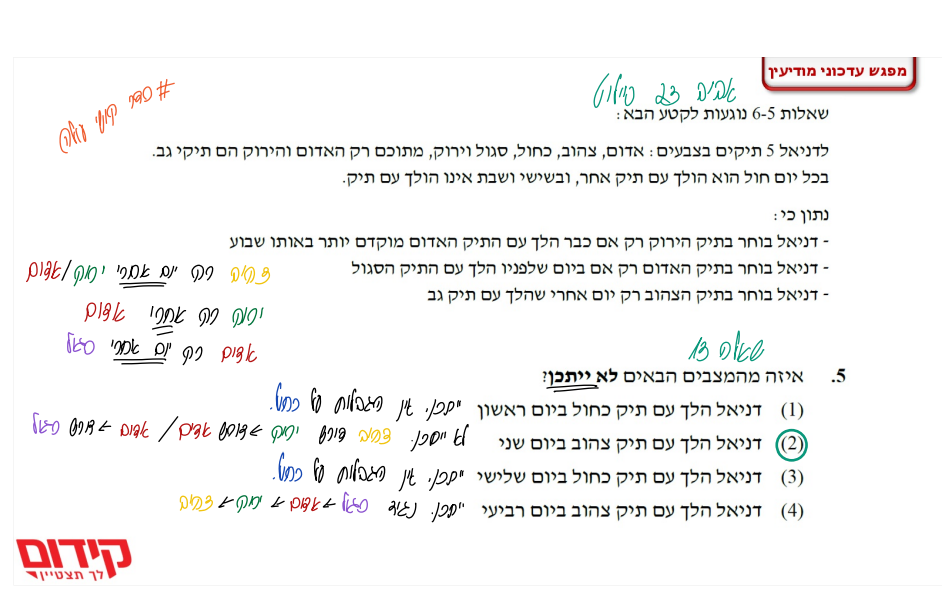 מפגש עדכוני מודיעין
אביב 23
# סדר קושי עולה
שאלות 5-6 נוגעות לקטע הבא:
לדניאל 5 תיקים בצבעים: אדום, צהוב, כחול, סגול וירוק, מתוכם רק האדום והירוק הם תיקי גב.
בכל יום חול הוא הולך עם תיק אחר, ובשישי ושבת אינו הולך עם תיק.
נתון כי:
- דניאל בוחר בתיק הירוק רק אם כבר הלך עם התיק האדום מוקדם יותר באותו שבוע
- דניאל בוחר בתיק האדום רק אם ביום שלפניו הלך עם התיק הסגול
- דניאל בוחר בתיק הצהוב רק יום אחרי שהלך עם תיק גב
צהוב רק יום אחרי ירוק/אדום
ירוק רק אחרי אדום
אדום רק יום אחרי סגול
שאלה 13
5. איזה מהמצבים הבאים לא ייתכן?
(1) דניאל הלך עם תיק כחול ביום ראשון ייתכן. אין הגבלות על כחול.
(2) דניאל הלך עם תיק צהוב ביום שני לא ייתכן. צהוב דורש ירוק ← דורש אדום / אדום ← דורש סגול
(3) דניאל הלך עם תיק כחול ביום שלישי ייתכן. אין הגבלות על כחול.
(4) דניאל הלך עם תיק צהוב ביום רביעי ייתכן. נגיד סגול ← אדום ← ירוק ← צהוב
קידום
לך תצטיין